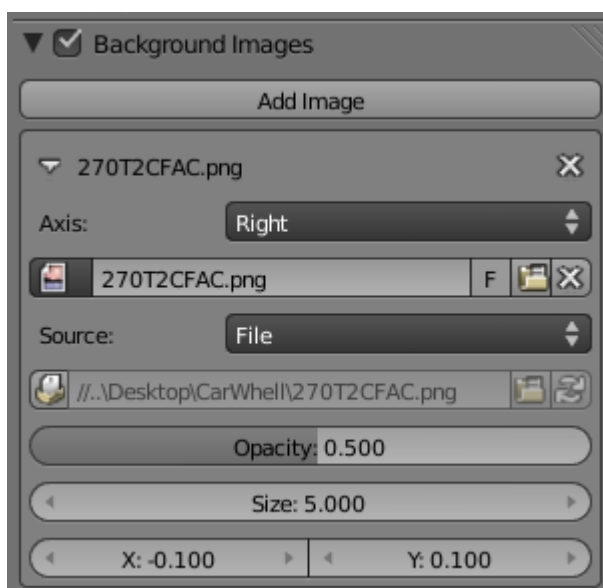 Background Images
Add Image
270T2CFAC.png
Axis: Right
270T2CFAC.png F
Source: File
//..\Desktop\CarWhell\270T2CFAC.png
Opacity: 0.500
Size: 5.000
X: -0.100 Y: 0.100